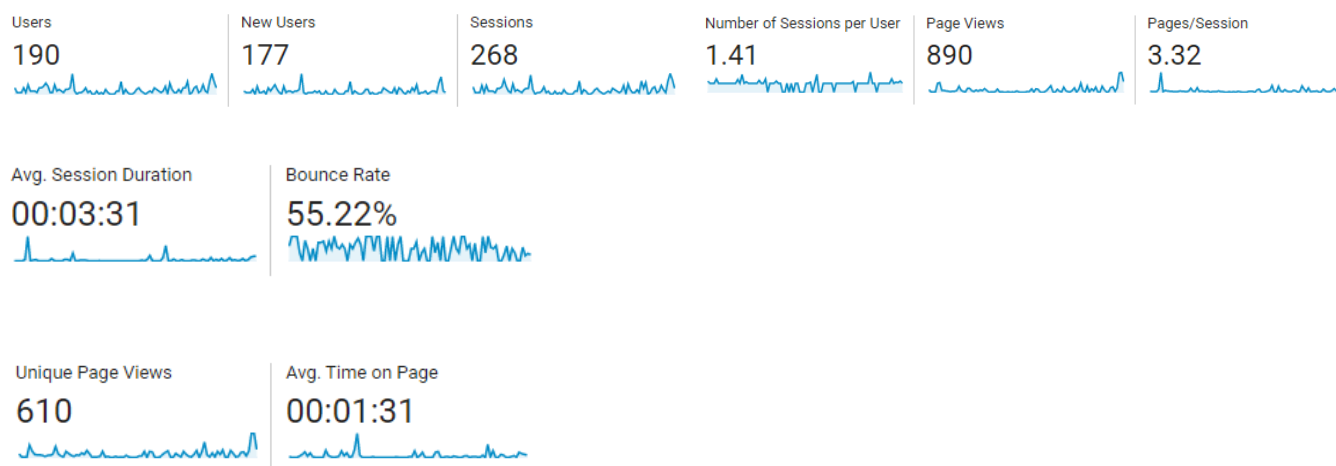 Users
190
New Users
177
Sessions
268
Number of Sessions per User
1.41
Page Views
890
Pages/Session
3.32
Avg. Session Duration
00:03:31
Bounce Rate
55.22%
Unique Page Views
610
Avg. Time on Page
00:01:31